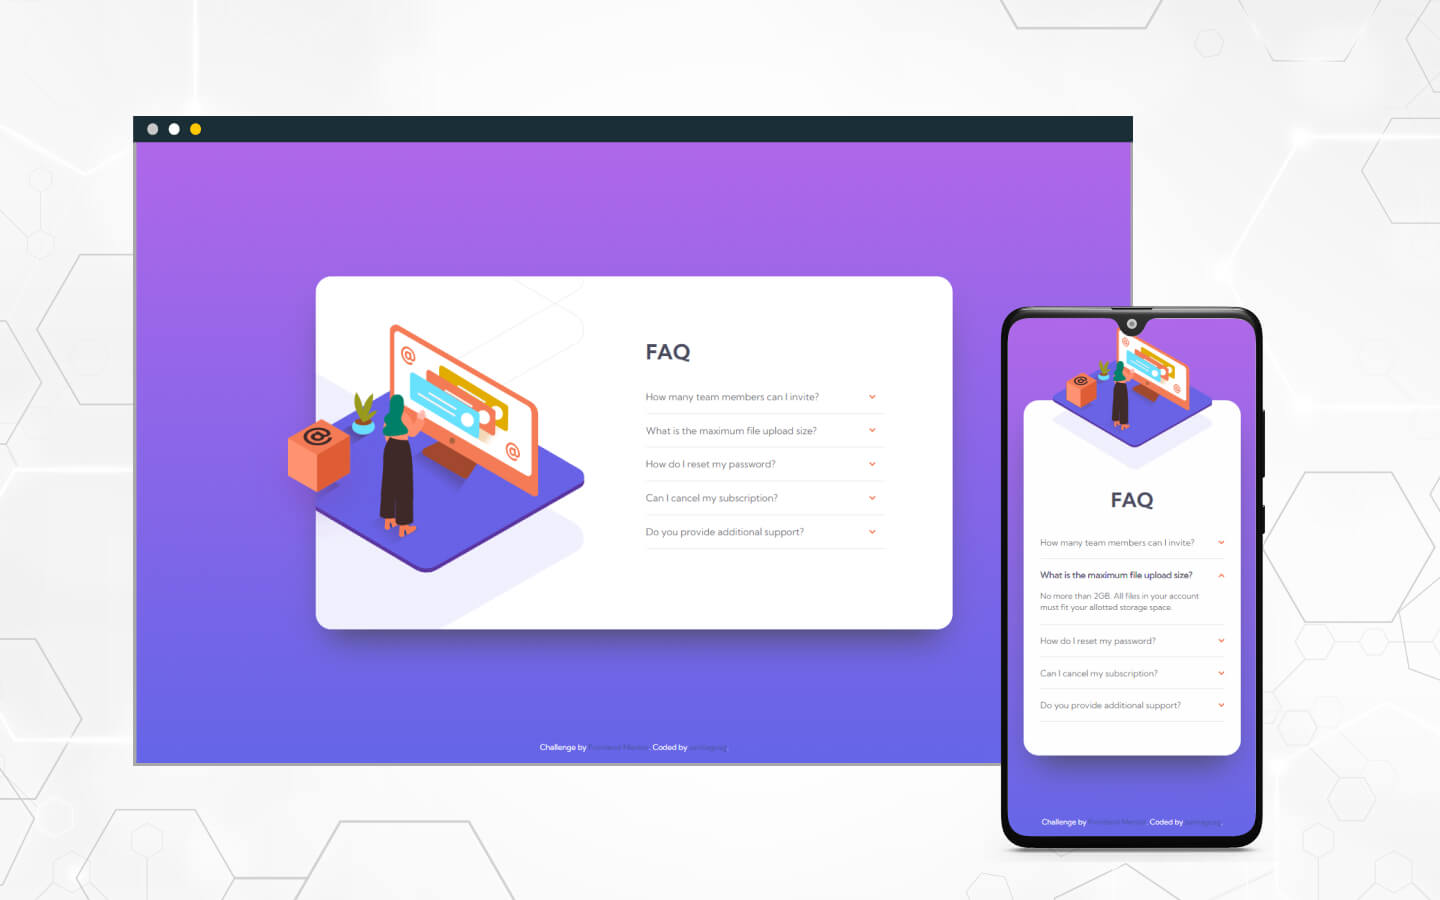 FAQ
How many team members can I invite?
What is the maximum file upload size?
How do I reset my password?
Can I cancel my subscription?
Do you provide additional support?
Challenge by Frontend Mentor. Coded by
FAQ
How many team members can I invite?
What is the maximum file upload size?
No more than 2GB. All files in your account
must fit your allotted storage space.
How do I reset my password?
Can I cancel my subscription?
Do you provide additional support?
Challenge by Frontend Mentor. Coded by